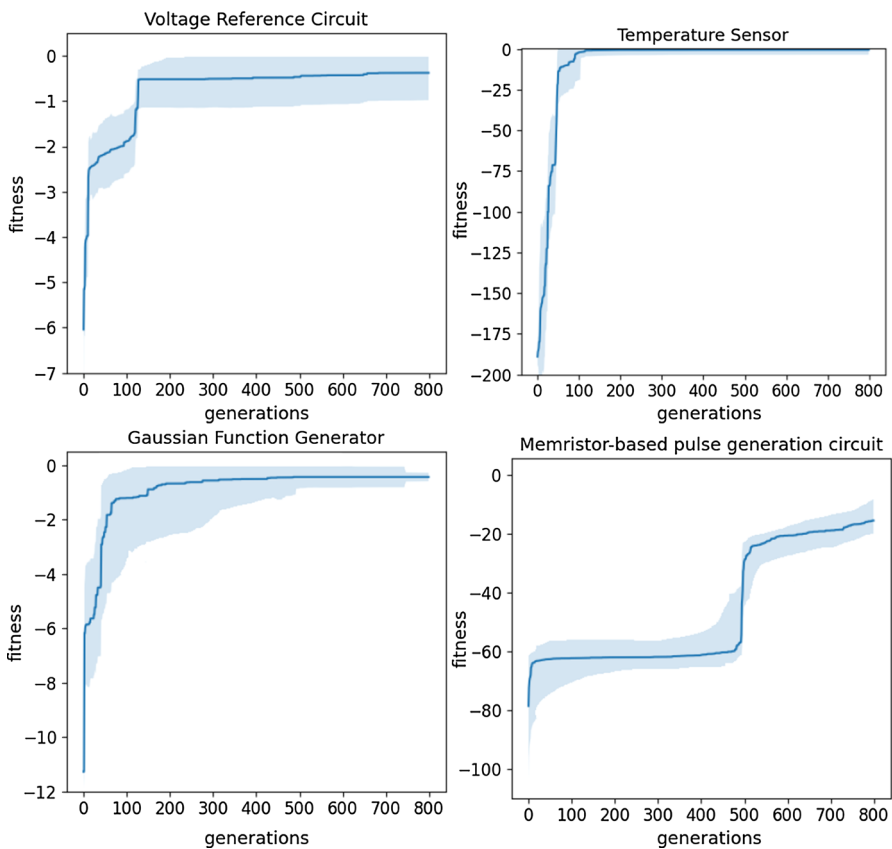 Voltage Reference Circuit
0
−1
−2
−3
−4
−5
−6
−7
fitness
0 100 200 300 400 500 600 700 800
generations
Temperature Sensor
0
−25
−50
−75
−100
−125
−150
−175
−200
fitness
0 100 200 300 400 500 600 700 800
generations
Gaussian Function Generator
0
−2
−4
−6
−8
−10
−12
fitness
0 100 200 300 400 500 600 700 800
generations
Memristor-based pulse generation circuit
0
−20
−40
−60
−80
−100
fitness
0 100 200 300 400 500 600 700 800
generations